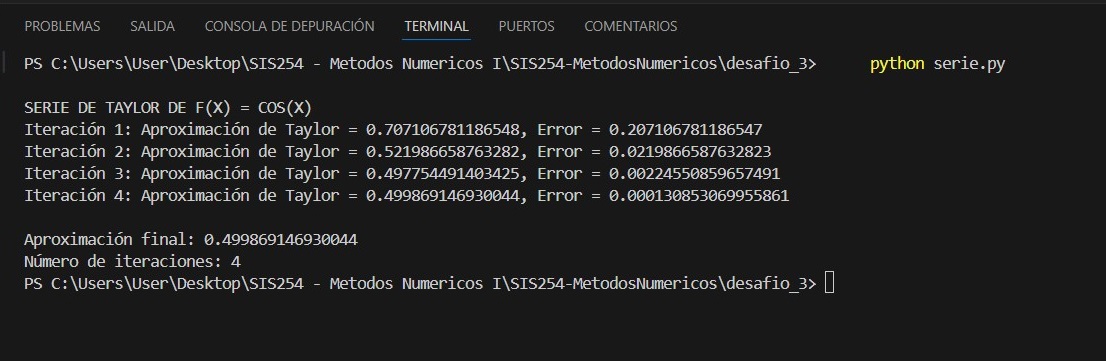 PROBLEMAS SALIDA CONSOLA DE DEPURACIÓN TERMINAL PUERTOS COMENTARIOS
PS C:\Users\User\Desktop\SIS254 - Metodos Numericos I\SIS254-MetodosNumericos\desafio_3> python serie.py
SERIE DE TAYLOR DE F(X) = COS(X)
Iteración 1: Aproximación de Taylor = 0.707106781186548, Error = 0.207106781186547
Iteración 2: Aproximación de Taylor = 0.521986658763282, Error = 0.0219866587632823
Iteración 3: Aproximación de Taylor = 0.497754491403425, Error = 0.00224550859657491
Iteración 4: Aproximación de Taylor = 0.499869146930044, Error = 0.000130853069955861
Aproximación final: 0.499869146930044
Número de iteraciones: 4
PS C:\Users\User\Desktop\SIS254 - Metodos Numericos I\SIS254-MetodosNumericos\desafio_3>